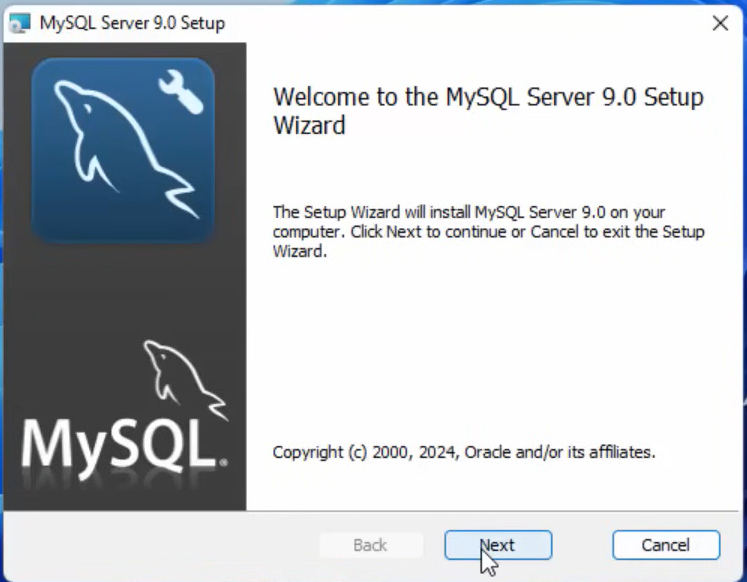 MySQL Server 9.0 Setup
Welcome to the MySQL Server 9.0 Setup
Wizard
The Setup Wizard will install MySQL Server 9.0 on your
computer. Click Next to continue or Cancel to exit the Setup
Wizard.
MySQL®
Copyright (c) 2000, 2024, Oracle and/or its affiliates.
Back
Next
Cancel